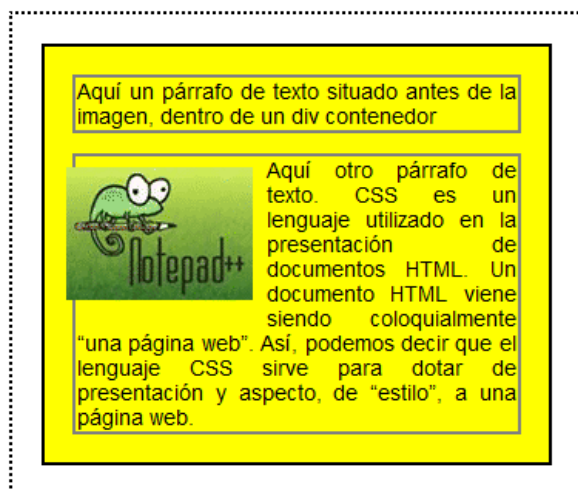 Aquí un párrafo de texto situado antes de la
imagen, dentro de un div contenedor
Notepad++
Aquí otro párrafo de
texto. CSS es un
lenguaje utilizado en la
presentación de
documentos HTML. Un
documento HTML viene
siendo coloquialmente
“una página web”. Así, podemos decir que el
lenguaje CSS sirve para dotar de
presentación y aspecto, de “estilo”, a una
página web.